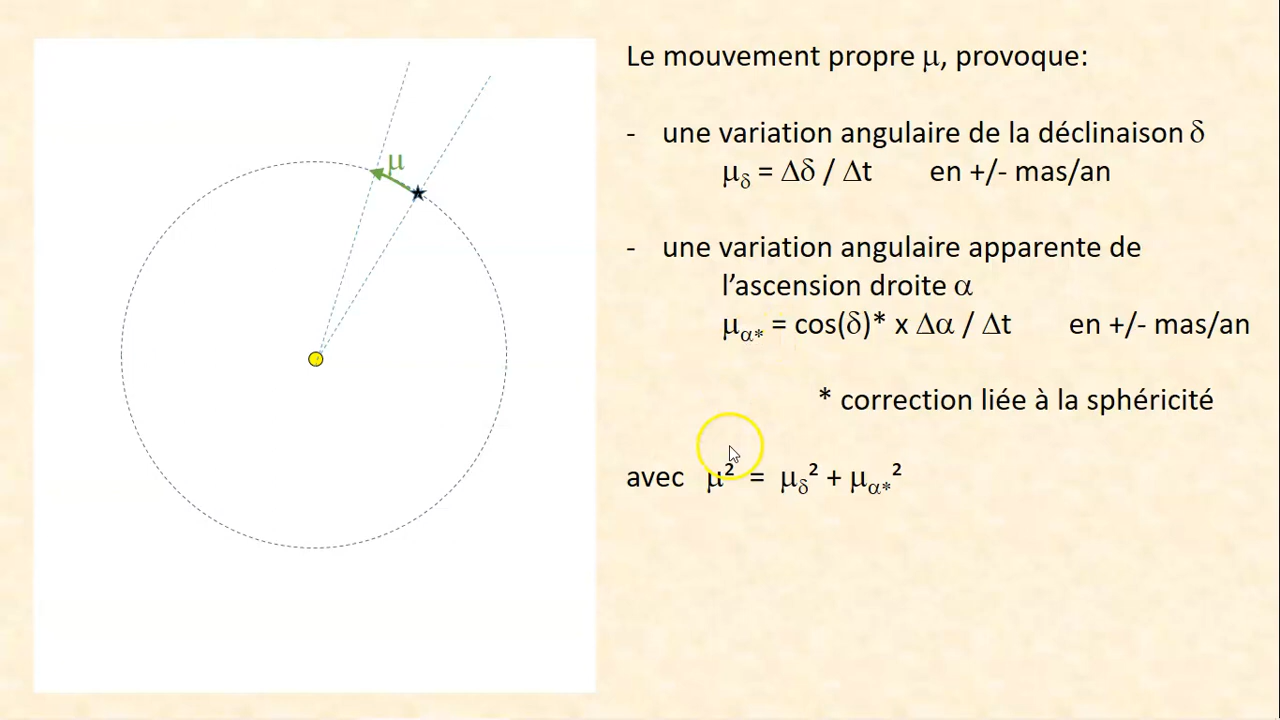 μ
Le mouvement propre μ, provoque:
- une variation angulaire de la déclinaison δ
μδ = Δδ / Δt en +/- mas/an
- une variation angulaire apparente de
l’ascension droite α
μα* = cos(δ)* x Δα / Δt en +/- mas/an
* correction liée à la sphéricité
avec μ² = μδ² + μα*²